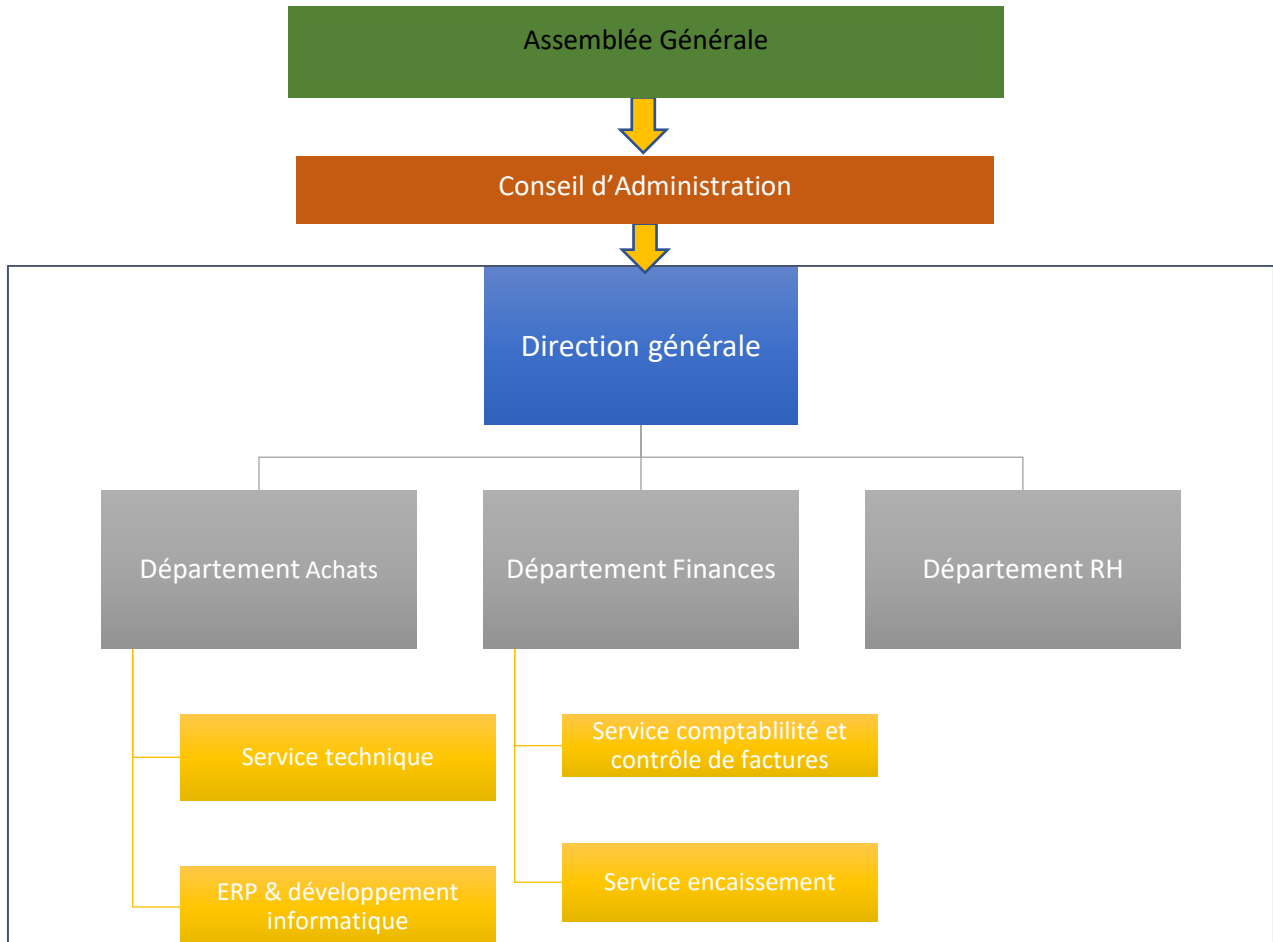 Assemblée Générale
Conseil d’Administration
Direction générale
Département Achats
Département Finances
Département RH
Service technique
Service comptablilité et
contrôle de factures
ERP & développement
informatique
Service encaissement